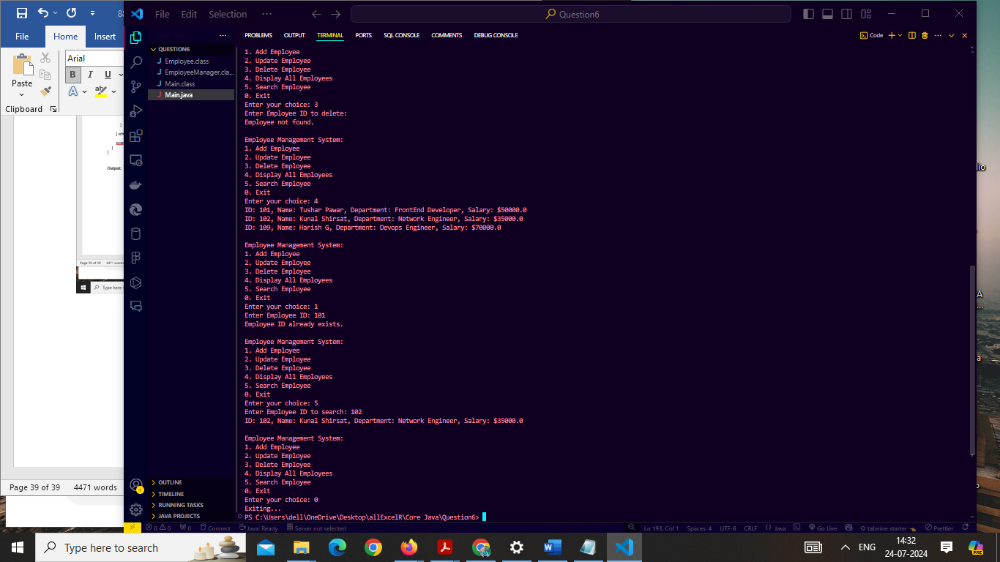 File Edit Selection ···
Question6
File Home Insert
Arial
B I U
Paste
Clipboard
Output:
Page 39 of 39 4471 words
Type here
Page 39 of 39 4471 words
QUESTION6
Employee.class
EmployeeManager.cla...
Main.class
Main.java
OUTLINE
TIMELINE
RUNNING TASKS
JAVA PROJECTS
PROBLEMS OUTPUT TERMINAL PORTS SQL CONSOLE COMMENTS DEBUG CONSOLE
Code
1. Add Employee
2. Update Employee
3. Delete Employee
4. Display All Employees
5. Search Employee
0. Exit
Enter your choice: 3
Enter Employee ID to delete:
Employee not found.
Employee Management System:
1. Add Employee
2. Update Employee
3. Delete Employee
4. Display All Employees
5. Search Employee
0. Exit
Enter your choice: 4
ID: 101, Name: Tushar Pawar, Department: FrontEnd Developer, Salary: $50000.0
ID: 102, Name: Kunal Shirsat, Department: Network Engineer, Salary: $35000.0
ID: 109, Name: Harish G, Department: Devops Engineer, Salary: $70000.0
Employee Management System:
1. Add Employee
2. Update Employee
3. Delete Employee
4. Display All Employees
5. Search Employee
0. Exit
Enter your choice: 1
Enter Employee ID: 101
Employee ID already exists.
Employee Management System:
1. Add Employee
2. Update Employee
3. Delete Employee
4. Display All Employees
5. Search Employee
0. Exit
Enter your choice: 5
Enter Employee ID to search: 102
ID: 102, Name: Kunal Shirsat, Department: Network Engineer, Salary: $35000.0
Employee Management System:
1. Add Employee
2. Update Employee
3. Delete Employee
4. Display All Employees
5. Search Employee
0. Exit
Enter your choice: 0
Exiting...
PS C:\Users\dell\OneDrive\Desktop\allExcelR\Core Java\Question6>
0 0 0 Connect Java: Ready Server not selected
Ln 193, Col 1 Spaces: 4 UTF-8 CRLF Java Go Live tabnine starter Prettier
Type here to search
ENG 14:32
24-07-2024
PRE